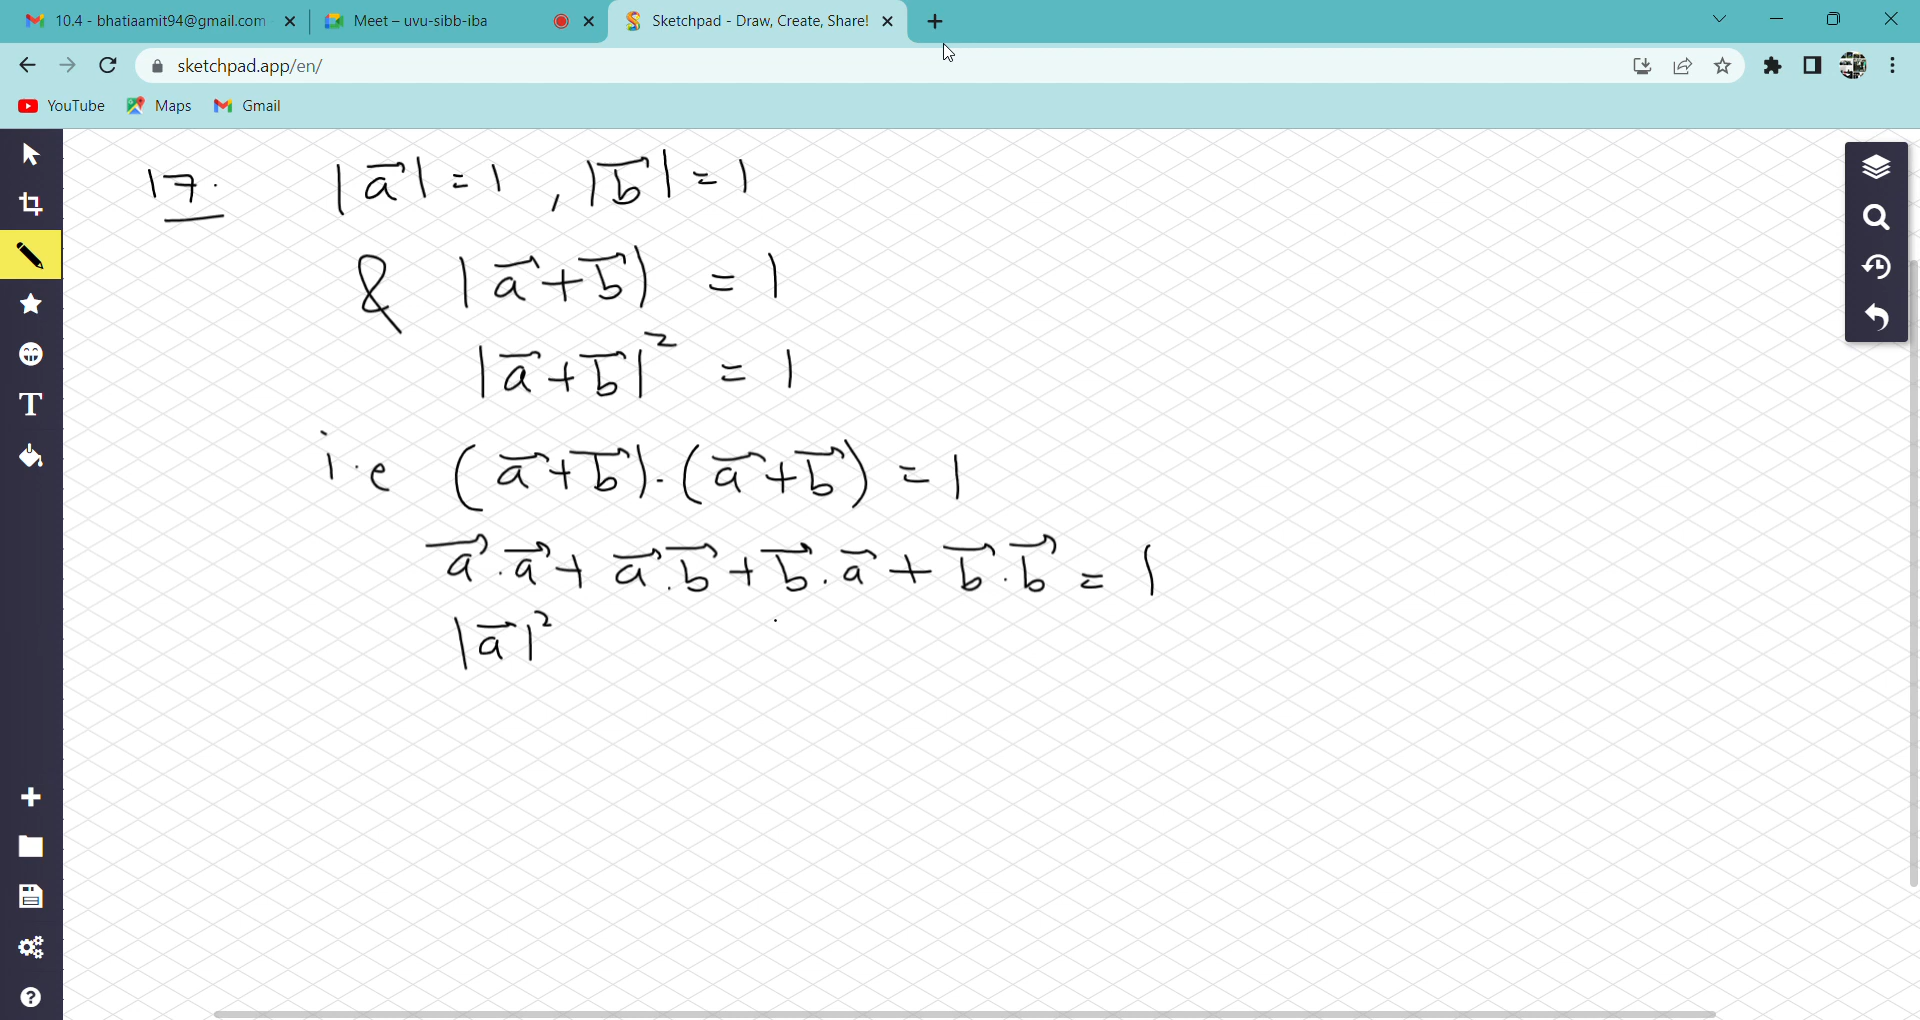 10.4 - bhatiaamit94@gmail.com
Meet – uvu-sibb-iba
Sketchpad - Draw, Create, Share!
sketchpad.app/en/
YouTube
Maps
Gmail
17. |a⃗| = 1 , |b⃗| = 1
& |a⃗+b⃗| = 1
|a⃗+b⃗|² = 1
i.e (a⃗+b⃗).(a⃗+b⃗) = 1
a⃗.a⃗ + a⃗.b⃗ + b⃗.a⃗ + b⃗.b⃗ = 1
|a⃗|²